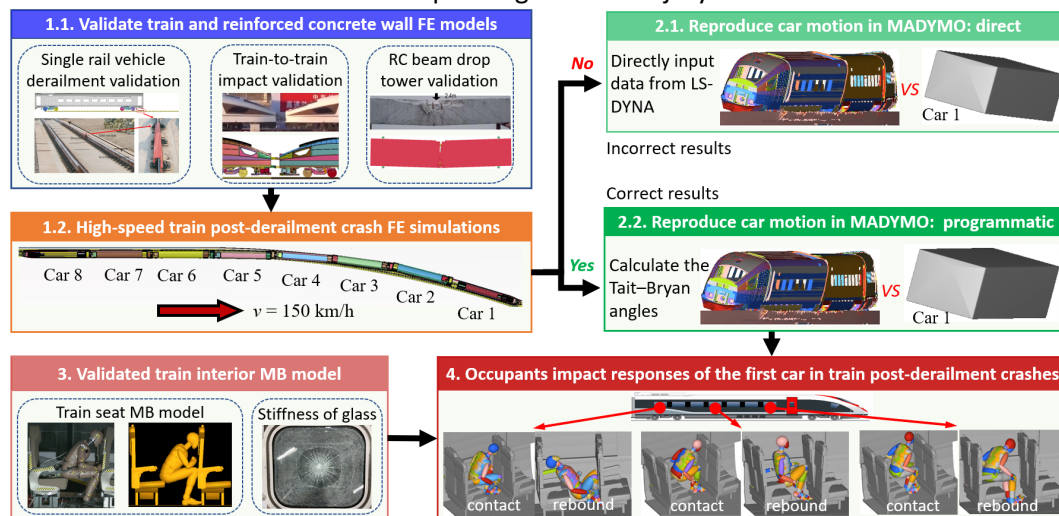 1.1. Validate train and reinforced concrete wall FE models
Single rail vehicle
derailment validation
Train-to-train
impact validation
RC beam drop
tower validation
2.4m
1.2. High-speed train post-derailment crash FE simulations
Car 8
Car 7
Car 6
Car 5
Car 4
Car 3
Car 2
Car 1
v = 150 km/h
No
Yes
2.1. Reproduce car motion in MADYMO: direct
Directly input
data from LS-
DYNA
VS
Car 1
Incorrect results
Correct results
2.2. Reproduce car motion in MADYMO: programmatic
Calculate the
Tait–Bryan
angles
VS
Car 1
3. Validated train interior MB model
Train seat MB model
Stiffness of glass
4. Occupants impact responses of the first car in train post-derailment crashes
contact
rebound
contact
rebound
contact
rebound